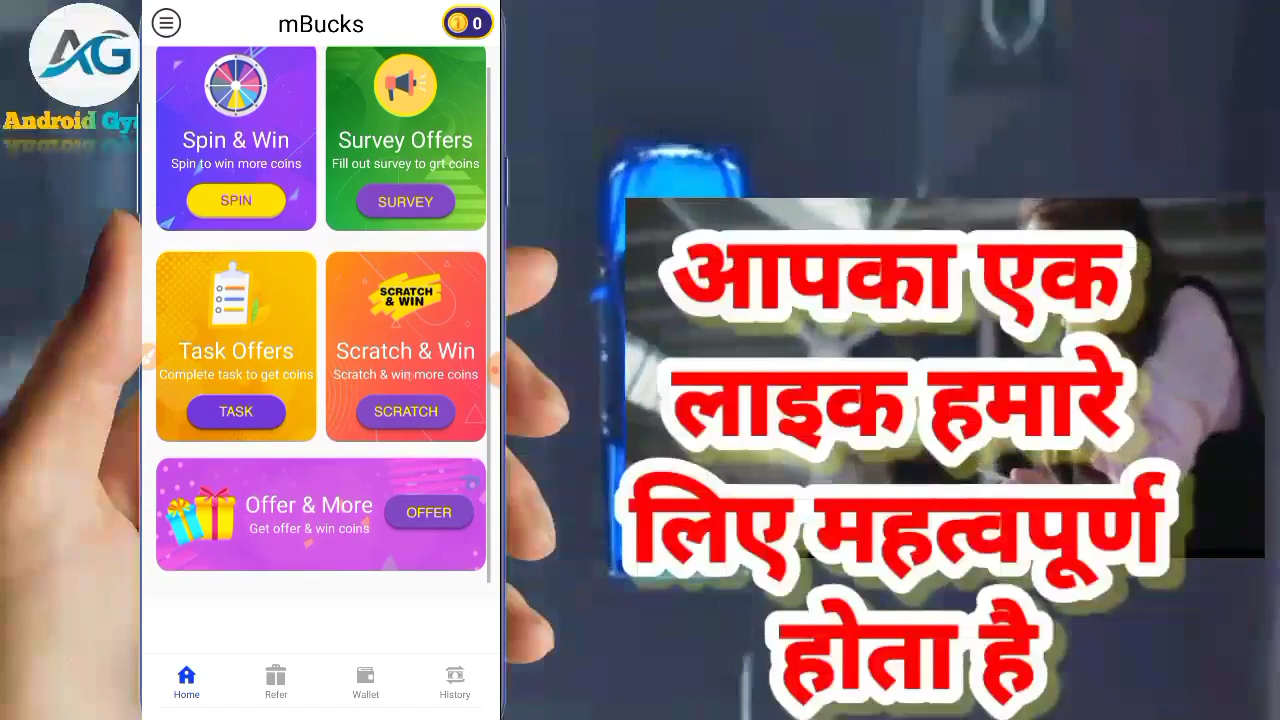 AG
Android Gy
mBucks
0
Spin & Win
Spin to win more coins
SPIN
Survey Offers
Fill out survey to grt coins
SURVEY
Task Offers
Complete task to get coins
TASK
SCRATCH
& WIN
Scratch & Win
Scratch & win more coins
SCRATCH
Offer & More
Get offer & win coins
OFFER
Home
Refer
Wallet
History
आपका एक
लाइक हमारे
लिए महत्वपूर्ण
होता है